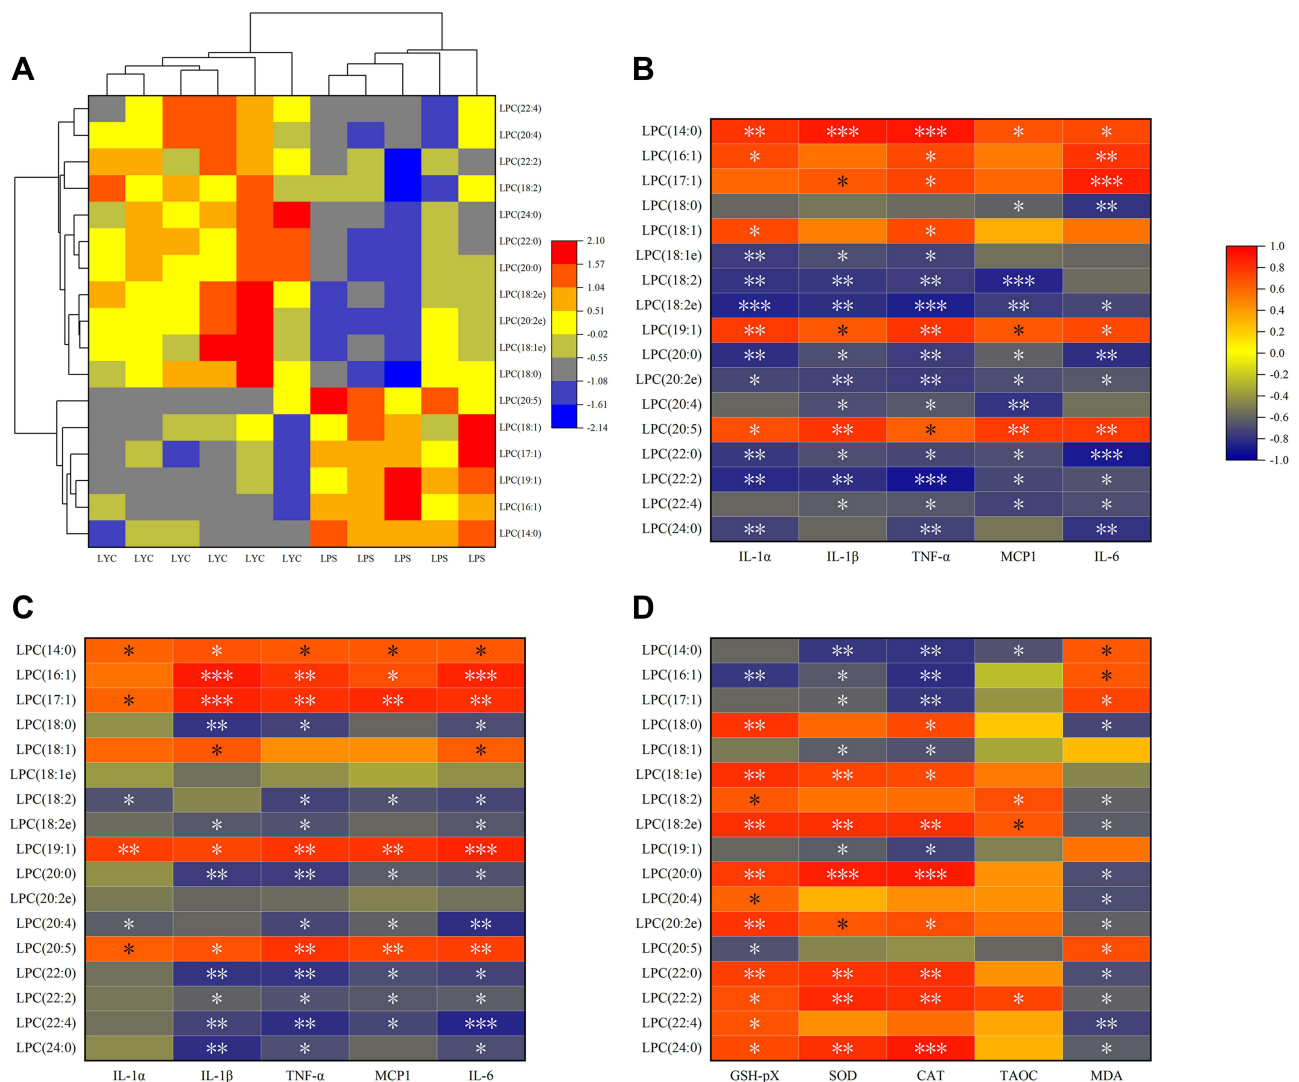 A
LPC(22:4)
LPC(20:4)
LPC(22:2)
LPC(18:2)
LPC(24:0)
LPC(22:0)
LPC(20:0)
LPC(18:2e)
LPC(20:2e)
LPC(18:1e)
LPC(18:0)
LPC(20:5)
LPC(18:1)
LPC(17:1)
LPC(19:1)
LPC(16:1)
LPC(14:0)
LYC LYC LYC LYC LYC LYC LPS LPS LPS LPS LPS
2.10
1.57
1.04
0.51
-0.02
-0.55
-1.08
-1.61
-2.14
B
LPC(14:0) ** *** *** * *
LPC(16:1) * * **
LPC(17:1) * * ***
LPC(18:0) * **
LPC(18:1) * *
LPC(18:1e) ** * *
LPC(18:2) ** ** ** ***
LPC(18:2e) *** ** *** ** *
LPC(19:1) ** * ** * *
LPC(20:0) ** * ** * **
LPC(20:2e) * ** ** * *
LPC(20:4) * * **
LPC(20:5) * ** * ** **
LPC(22:0) ** * * * ***
LPC(22:2) ** ** *** * *
LPC(22:4) * * * *
LPC(24:0) ** ** **
IL-1α IL-1β TNF-α MCP1 IL-6
1.0
0.8
0.6
0.4
0.2
0.0
-0.2
-0.4
-0.6
-0.8
-1.0
C
LPC(14:0) * * * * *
LPC(16:1) *** ** * ***
LPC(17:1) * *** ** ** **
LPC(18:0) ** * *
LPC(18:1) * *
LPC(18:1e)
LPC(18:2) * * * *
LPC(18:2e) * * *
LPC(19:1) ** * ** ** ***
LPC(20:0) ** ** * *
LPC(20:2e)
LPC(20:4) * * * **
LPC(20:5) * * ** ** **
LPC(22:0) ** ** * *
LPC(22:2) * * * *
LPC(22:4) ** ** * ***
LPC(24:0) ** * *
IL-1α IL-1β TNF-α MCP1 IL-6
D
LPC(14:0) ** ** * *
LPC(16:1) ** * ** *
LPC(17:1) * ** *
LPC(18:0) ** * *
LPC(18:1) * *
LPC(18:1e) ** ** *
LPC(18:2) * * *
LPC(18:2e) ** ** ** * *
LPC(19:1) * *
LPC(20:0) ** *** *** *
LPC(20:4) * *
LPC(20:2e) ** * * *
LPC(20:5) * *
LPC(22:0) ** ** ** *
LPC(22:2) * ** ** * *
LPC(22:4) * **
LPC(24:0) * ** *** *
GSH-pX SOD CAT TAOC MDA